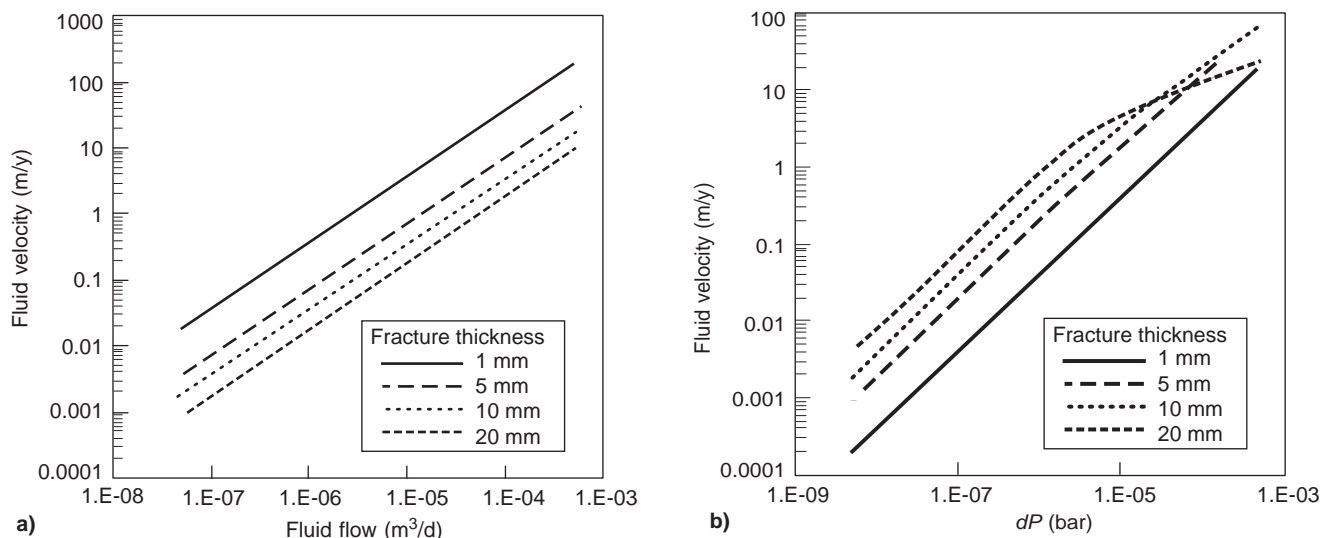 1000
100
10
1
0.1
0.01
0.001
0.0001
Fluid velocity (m/y)
1.E-08 1.E-07 1.E-06 1.E-05 1.E-04 1.E-03
Fluid flow (m³/d)
Fracture thickness
1 mm
5 mm
10 mm
20 mm
a)
100
10
1
0.1
0.01
0.001
0.0001
Fluid velocity (m/y)
1.E-09 1.E-07 1.E-05 1.E-03
dP (bar)
Fracture thickness
1 mm
5 mm
10 mm
20 mm
b)